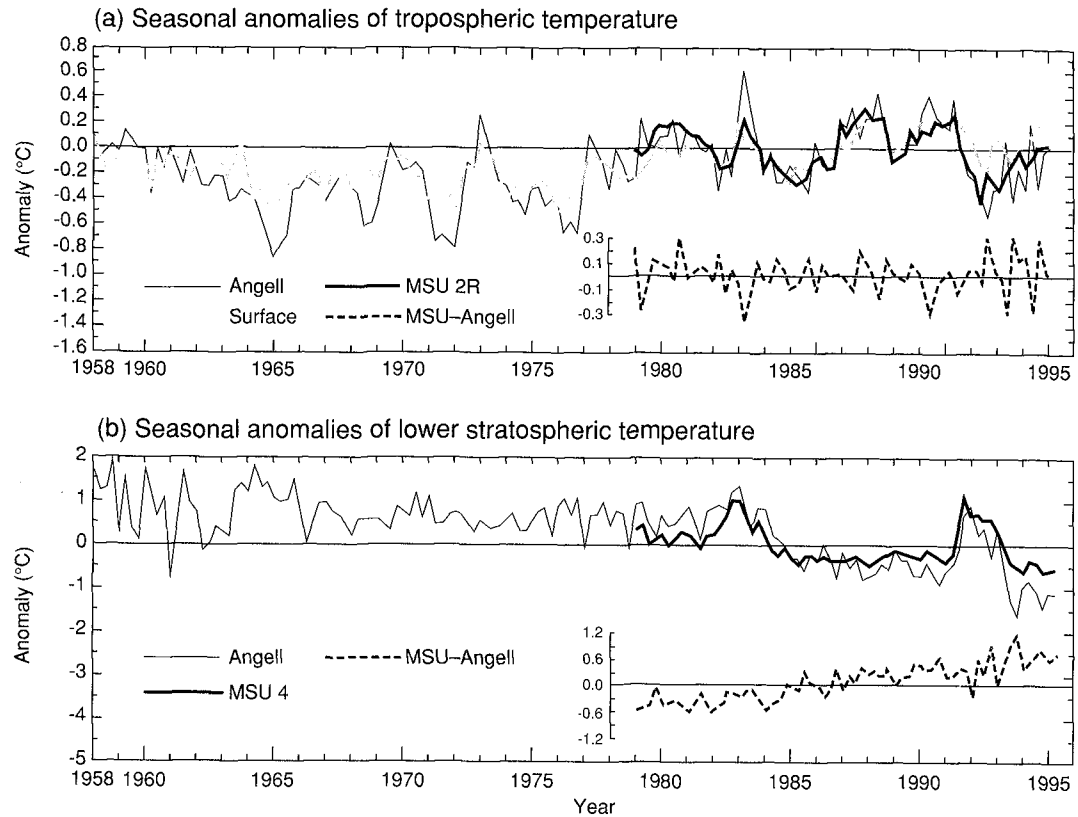 (a) Seasonal anomalies of tropospheric temperature
Anomaly (°C)
0.8
0.6
0.4
0.2
0.0
-0.2
-0.4
-0.6
-0.8
-1.0
-1.2
-1.4
-1.6
0.3
0.1
-0.1
-0.3
Angell MSU 2R
Surface MSU–Angell
1958 1960 1965 1970 1975 1980 1985 1990 1995
(b) Seasonal anomalies of lower stratospheric temperature
Anomaly (°C)
2
1
0
-1
-2
-3
-4
-5
1.2
0.6
0.0
-0.6
-1.2
Angell MSU–Angell
MSU 4
1958 1960 1965 1970 1975 1980 1985 1990 1995
Year